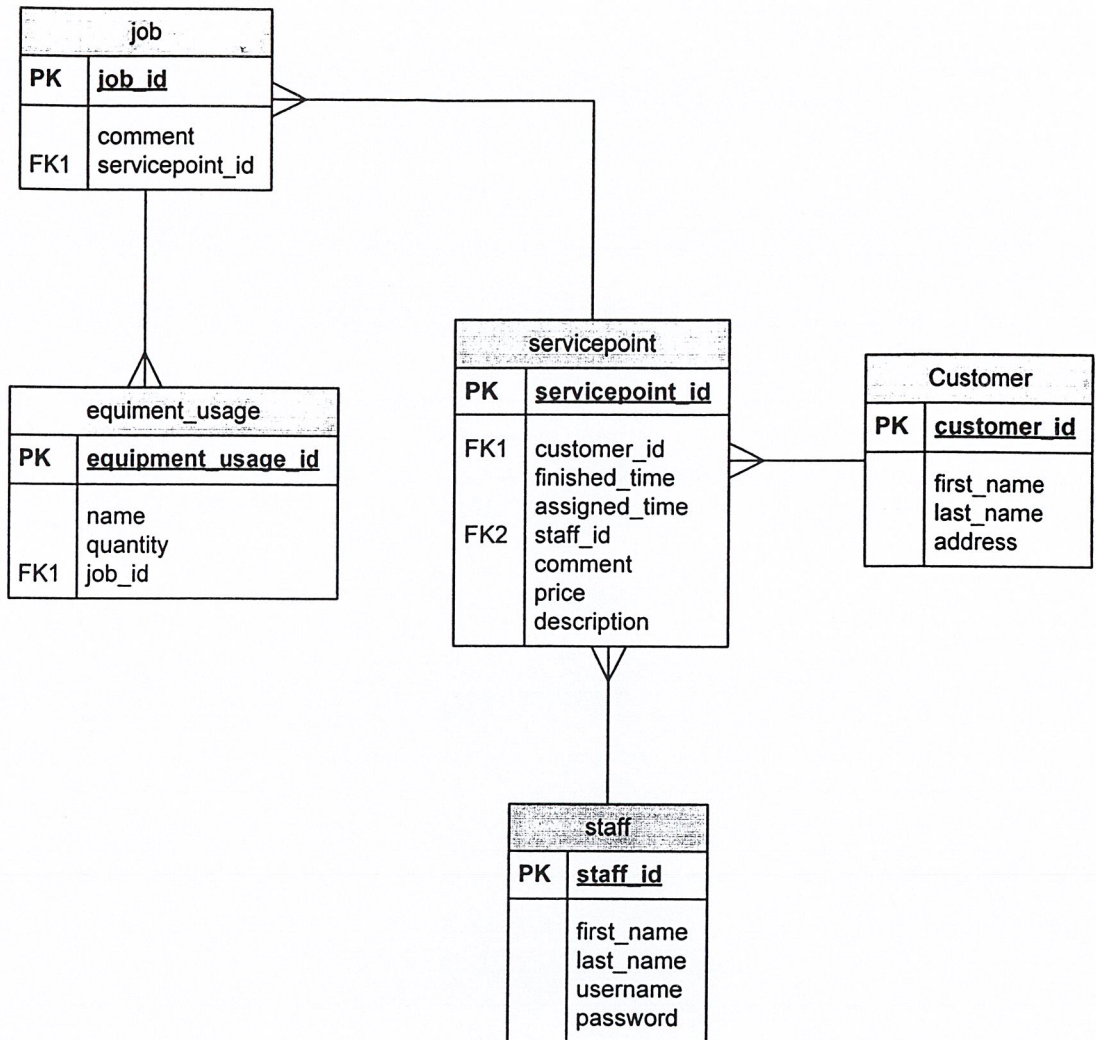 job
PK job_id
comment
FK1 servicepoint_id
equiment_usage
PK equipment_usage_id
name
quantity
FK1 job_id
servicepoint
PK servicepoint_id
FK1 customer_id
finished_time
assigned_time
FK2 staff_id
comment
price
description
Customer
PK customer_id
first_name
last_name
address
staff
PK staff_id
first_name
last_name
username
password